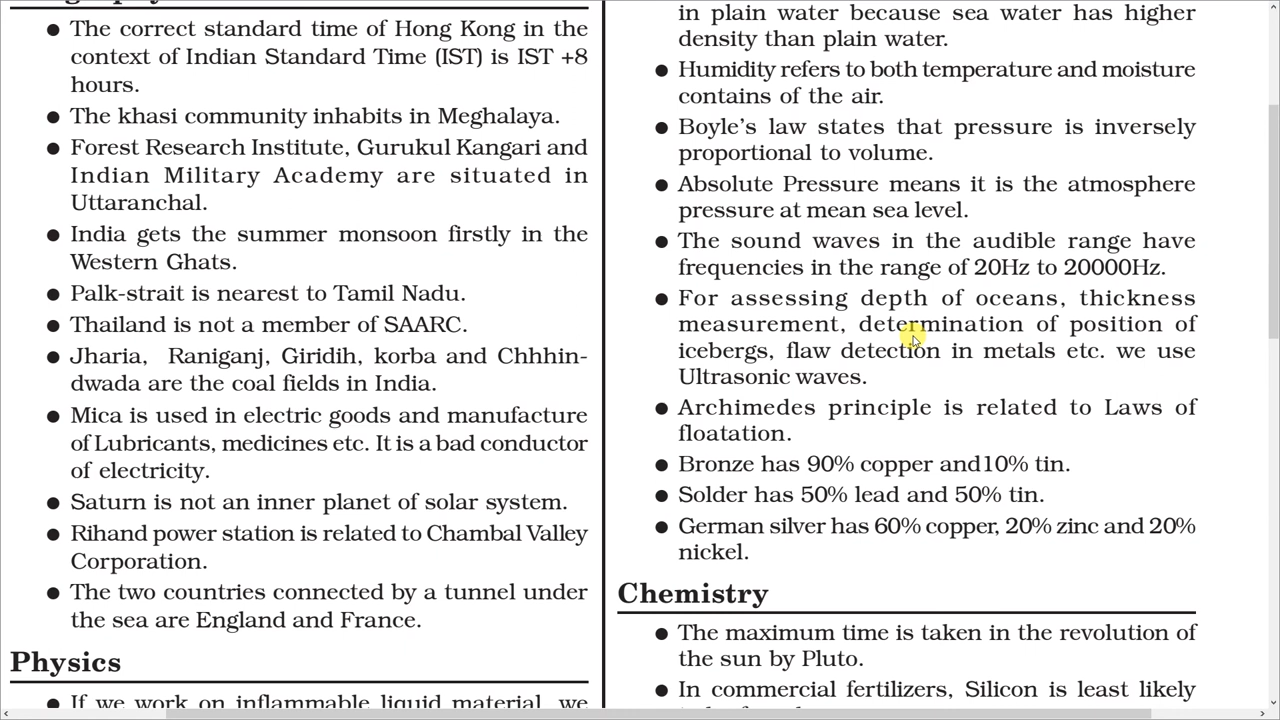 ● The correct standard time of Hong Kong in the
context of Indian Standard Time (IST) is IST +8
hours.
● The khasi community inhabits in Meghalaya.
● Forest Research Institute, Gurukul Kangari and
Indian Military Academy are situated in
Uttaranchal.
● India gets the summer monsoon firstly in the
Western Ghats.
● Palk-strait is nearest to Tamil Nadu.
● Thailand is not a member of SAARC.
● Jharia, Raniganj, Giridih, korba and Chhhin-
dwada are the coal fields in India.
● Mica is used in electric goods and manufacture
of Lubricants, medicines etc. It is a bad conductor
of electricity.
● Saturn is not an inner planet of solar system.
● Rihand power station is related to Chambal Valley
Corporation.
● The two countries connected by a tunnel under
the sea are England and France.
Physics
● If we work on inflammable liquid material, we
in plain water because sea water has higher
density than plain water.
● Humidity refers to both temperature and moisture
contains of the air.
● Boyle's law states that pressure is inversely
proportional to volume.
● Absolute Pressure means it is the atmosphere
pressure at mean sea level.
● The sound waves in the audible range have
frequencies in the range of 20Hz to 20000Hz.
● For assessing depth of oceans, thickness
measurement, determination of position of
icebergs, flaw detection in metals etc. we use
Ultrasonic waves.
● Archimedes principle is related to Laws of
floatation.
● Bronze has 90% copper and10% tin.
● Solder has 50% lead and 50% tin.
● German silver has 60% copper, 20% zinc and 20%
nickel.
Chemistry
● The maximum time is taken in the revolution of
the sun by Pluto.
● In commercial fertilizers, Silicon is least likely